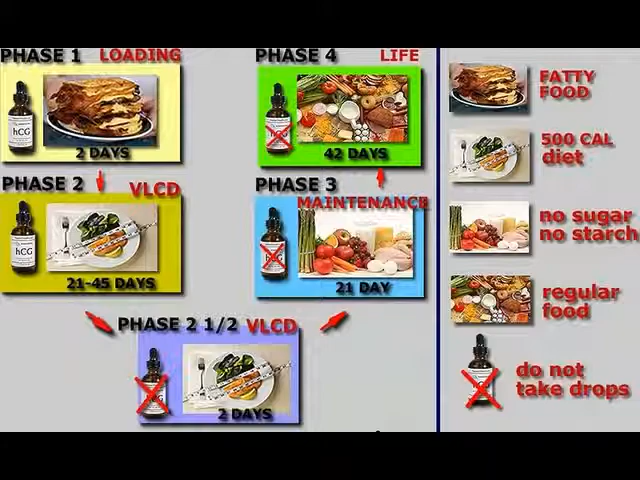 PHASE 1 LOADING
hCG
2 DAYS
PHASE 2 VLCD
hCG
21-45 DAYS
PHASE 2 1/2 VLCD
2 DAYS
PHASE 3
MAINTENANCE
21 DAY
PHASE 4 LIFE
42 DAYS
FATTY
FOOD
500 CAL
diet
no sugar
no starch
regular
food
do not
take drops